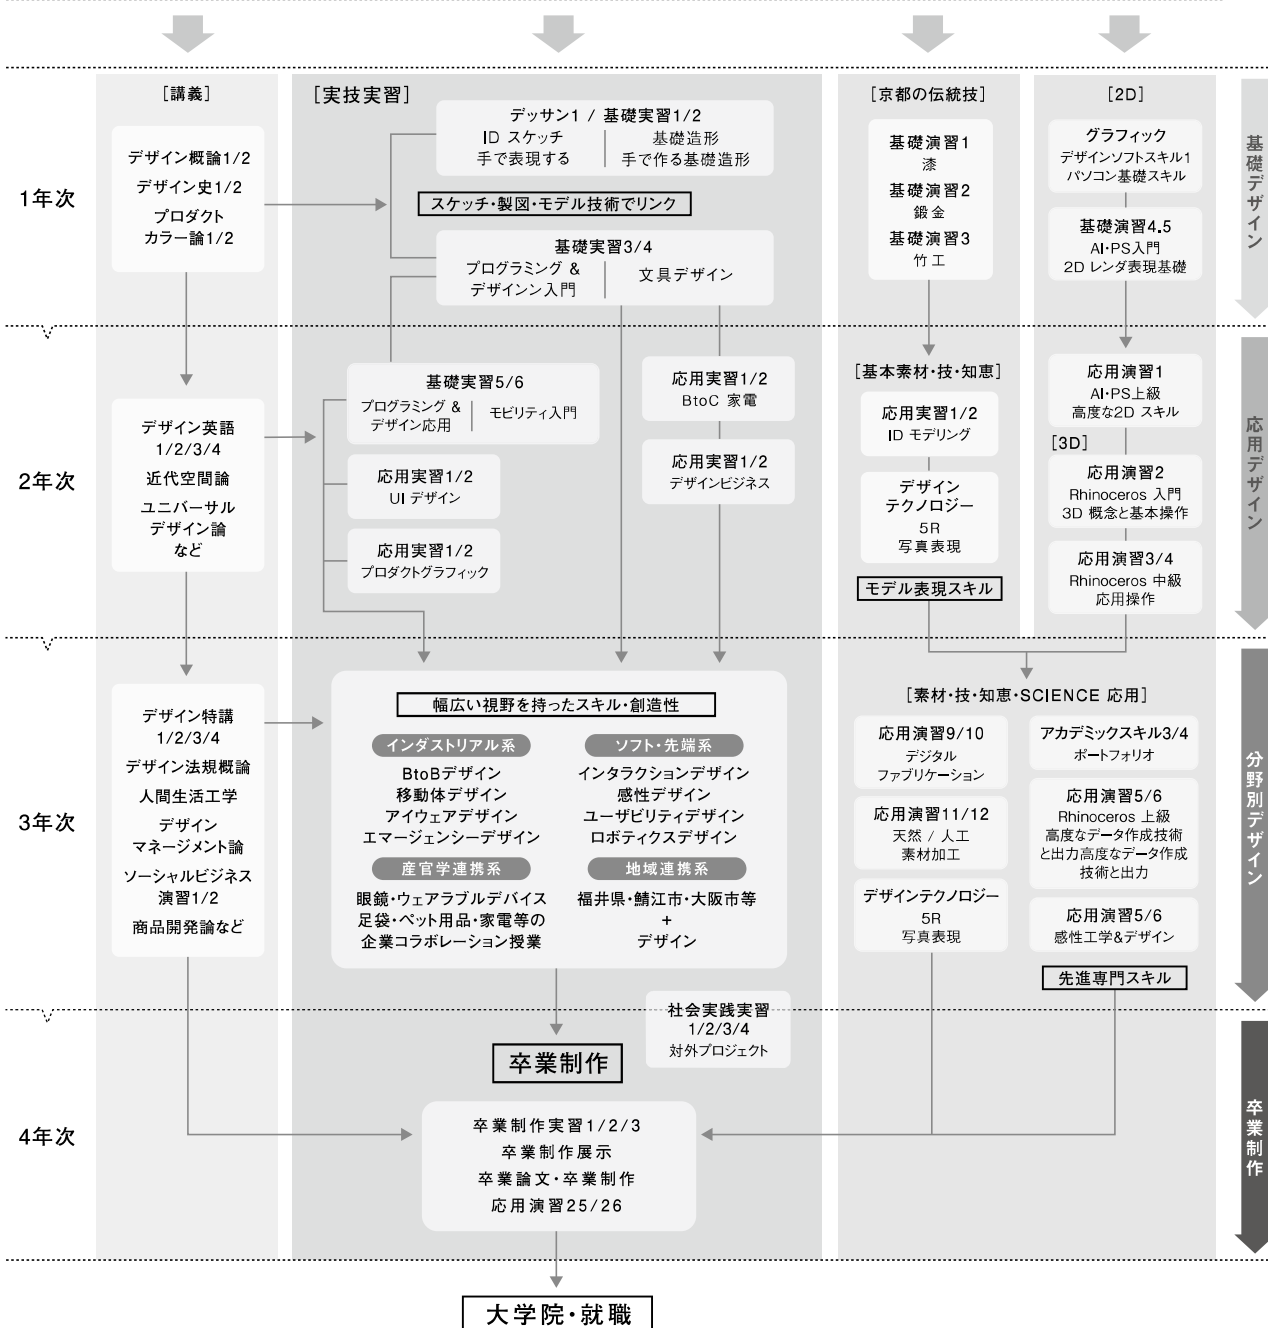 [講義]
[実技実習]
[京都の伝統技]
[2D]
1年次
デザイン概論1/2
デザイン史1/2
プロダクト
カラー論1/2
デッサン1 / 基礎実習1/2
ID スケッチ
手で表現する
基礎造形
手で作る基礎造形
スケッチ・製図・モデル技術でリンク
基礎実習3/4
プログラミング &
デザインン入門
文具デザイン
基礎演習1
漆
基礎演習2
鍛金
基礎演習3
竹工
グラフィック
デザインソフトスキル1
パソコン基礎スキル
基礎演習4.5
AI・PS入門
2D レンダ表現基礎
基礎デザイン
2年次
デザイン英語
1/2/3/4
近代空間論
ユニバーサル
デザイン論
など
基礎実習5/6
プログラミング &
デザイン応用
モビリティ入門
応用実習1/2
UI デザイン
応用実習1/2
プロダクトグラフィック
応用実習1/2
BtoC 家電
応用実習1/2
デザインビジネス
[基本素材・技・知恵]
応用実習1/2
ID モデリング
デザイン
テクノロジー
5R
写真表現
モデル表現スキル
応用演習1
AI・PS上級
高度な2D スキル
[3D]
応用演習2
Rhinoceros 入門
3D 概念と基本操作
応用演習3/4
Rhinoceros 中級
応用操作
応用デザイン
3年次
デザイン特講
1/2/3/4
デザイン法規概論
人間生活工学
デザイン
マネージメント論
ソーシャルビジネス
演習1/2
商品開発論など
幅広い視野を持ったスキル・創造性
インダストリアル系
BtoBデザイン
移動体デザイン
アイウェアデザイン
エマージェンシーデザイン
ソフト・先端系
インタラクションデザイン
感性デザイン
ユーザビリティデザイン
ロボティクスデザイン
産官学連携系
眼鏡・ウェアラブルデバイス
足袋・ペット用品・家電等の
企業コラボレーション授業
地域連携系
福井県・鯖江市・大阪市等
+
デザイン
[素材・技・知恵・SCIENCE 応用]
応用演習9/10
デジタル
ファブリケーション
応用演習11/12
天然 / 人工
素材加工
デザインテクノロジー
5R
写真表現
アカデミックスキル3/4
ポートフォリオ
応用演習5/6
Rhinoceros 上級
高度なデータ作成技術
と出力高度なデータ作成
技術と出力
応用演習5/6
感性工学&デザイン
先進専門スキル
分野別デザイン
社会実践実習
1/2/3/4
対外プロジェクト
卒業制作
4年次
卒業制作実習1/2/3
卒業制作展示
卒業論文・卒業制作
応用演習25/26
卒業制作
大学院・就職